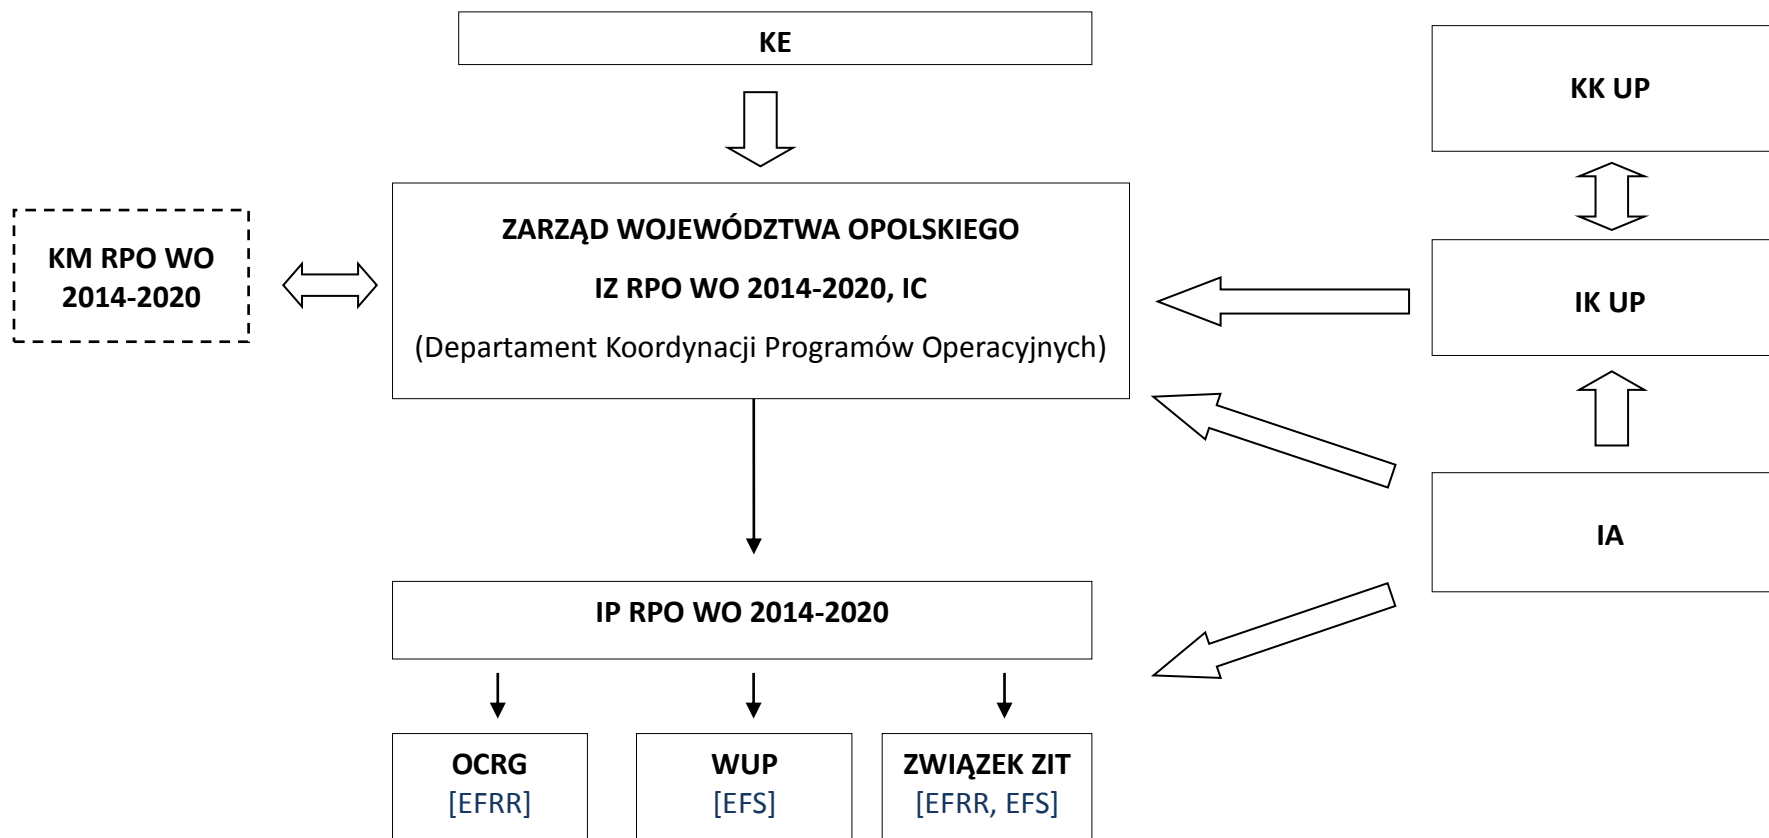 KE
KK UP
ZARZĄD WOJEWÓDZTWA OPOLSKIEGO
IZ RPO WO 2014-2020, IC
(Departament Koordynacji Programów Operacyjnych)
KM RPO WO
2014-2020
IK UP
IA
IP RPO WO 2014-2020
OCRG
[EFRR]
WUP
[EFS]
ZWIĄZEK ZIT
[EFRR, EFS]